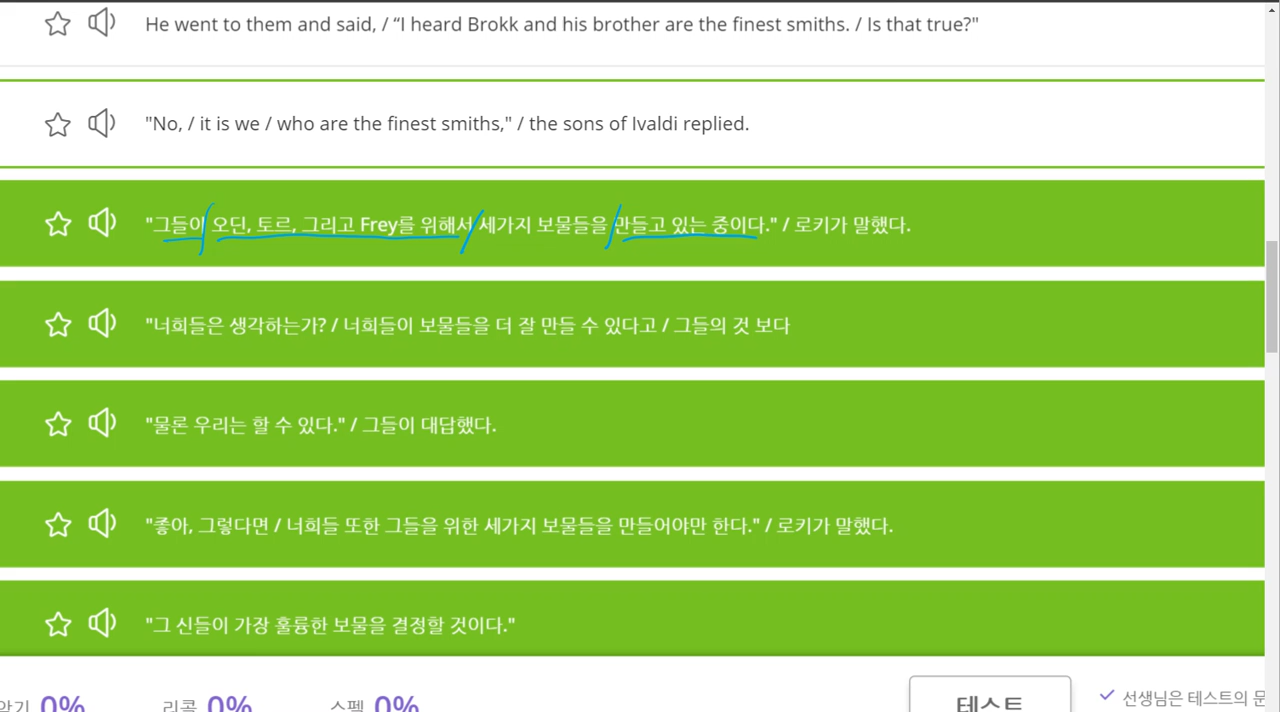 He went to them and said, / “I heard Brokk and his brother are the finest smiths. / Is that true?"
"No, / it is we / who are the finest smiths," / the sons of Ivaldi replied.
"그들이 오딘, 토르, 그리고 Frey를 위해서 세가지 보물들을 만들고 있는 중이다." / 로키가 말했다.
"너희들은 생각하는가? / 너희들이 보물들을 더 잘 만들 수 있다고 / 그들의 것 보다
"물론 우리는 할 수 있다." / 그들이 대답했다.
"좋아, 그렇다면 / 너희들 또한 그들을 위한 세가지 보물들을 만들어야만 한다." / 로키가 말했다.
"그 신들이 가장 훌륭한 보물을 결정할 것이다."
암기 0% 리콜 0% 스펠 0% 테스트 선생님은 테스트의 문